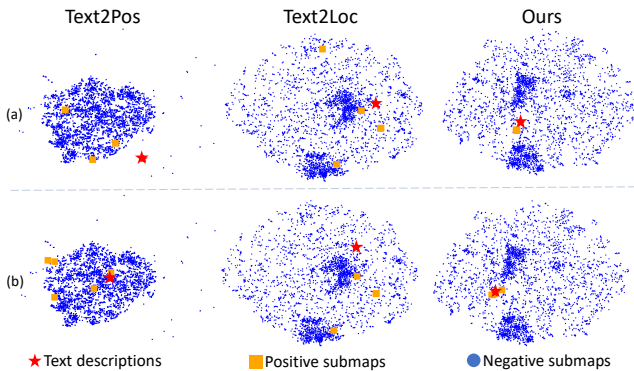 Text2Pos Text2Loc Ours
(a)
(b)
Text descriptions Positive submaps Negative submaps